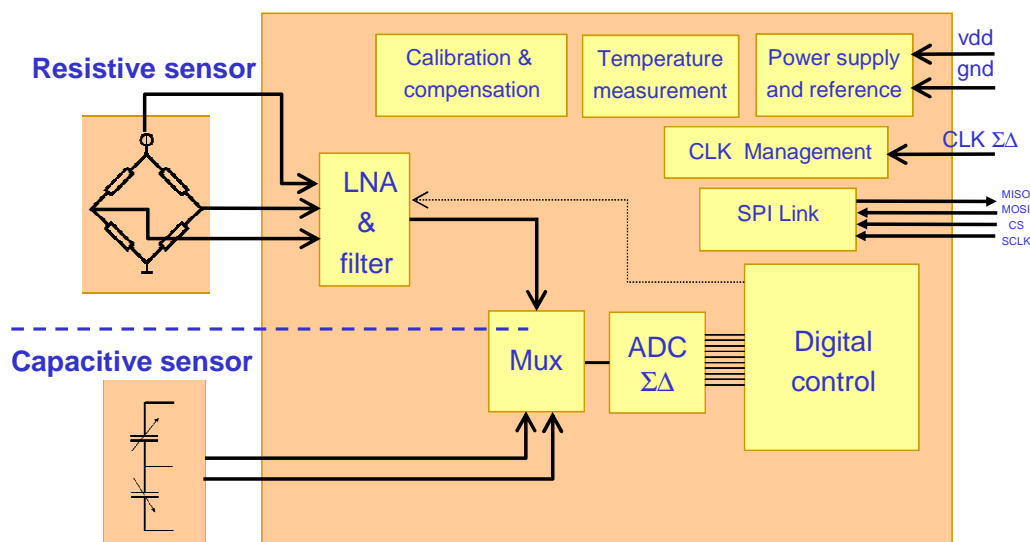 Calibration &
compensation
Temperature
measurement
Power supply
and reference
vdd
gnd
Resistive sensor
CLK Management
CLK ΣΔ
LNA
&
filter
SPI Link
MISO
MOSI
CS
SCLK
Capacitive sensor
Mux
ADC
ΣΔ
Digital
control